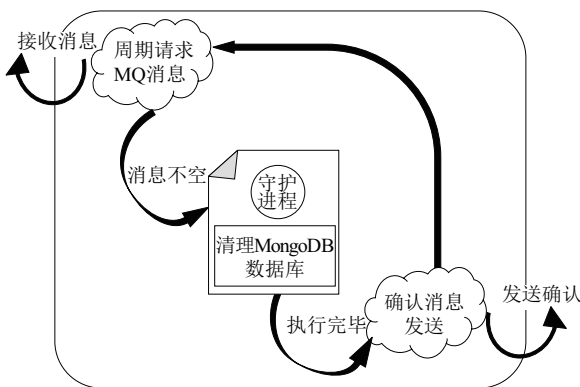 接收消息
周期请求
MQ消息
消息不空
守护
进程
清理MongoDB
数据库
执行完毕
确认消息
发送
发送确认